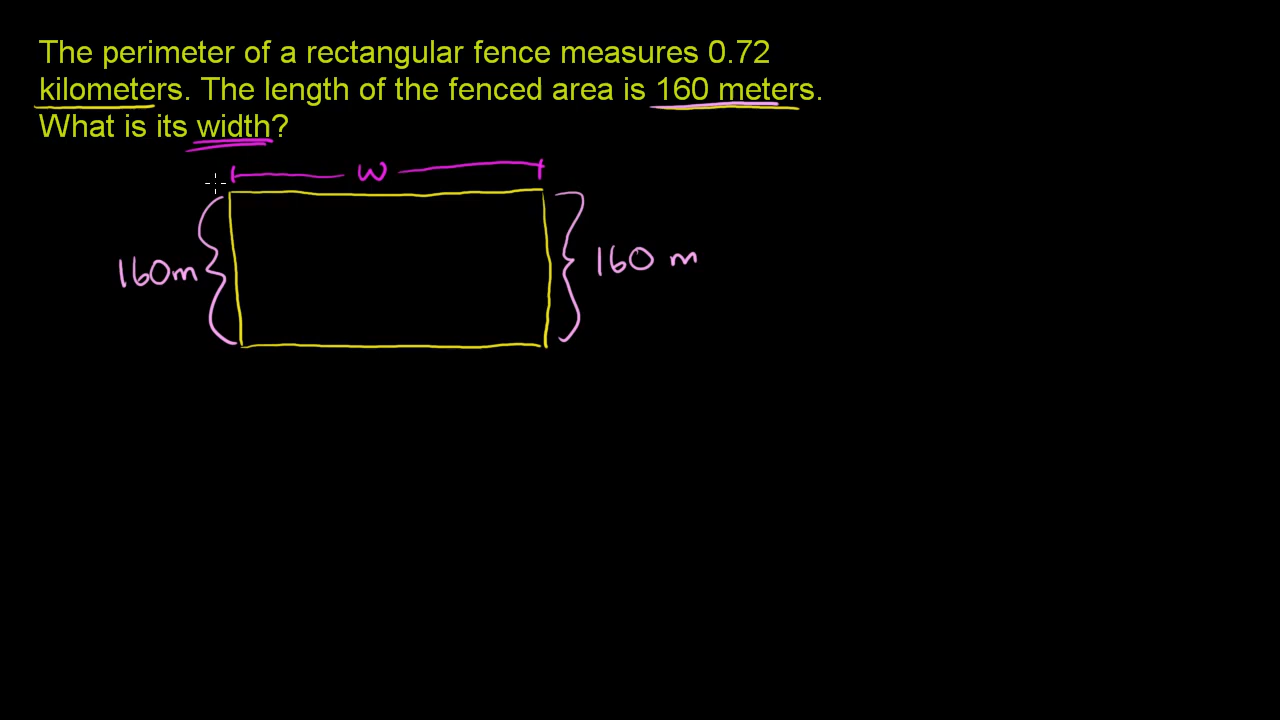 The perimeter of a rectangular fence measures 0.72
kilometers. The length of the fenced area is 160 meters.
What is its width?
w
160m
160 m